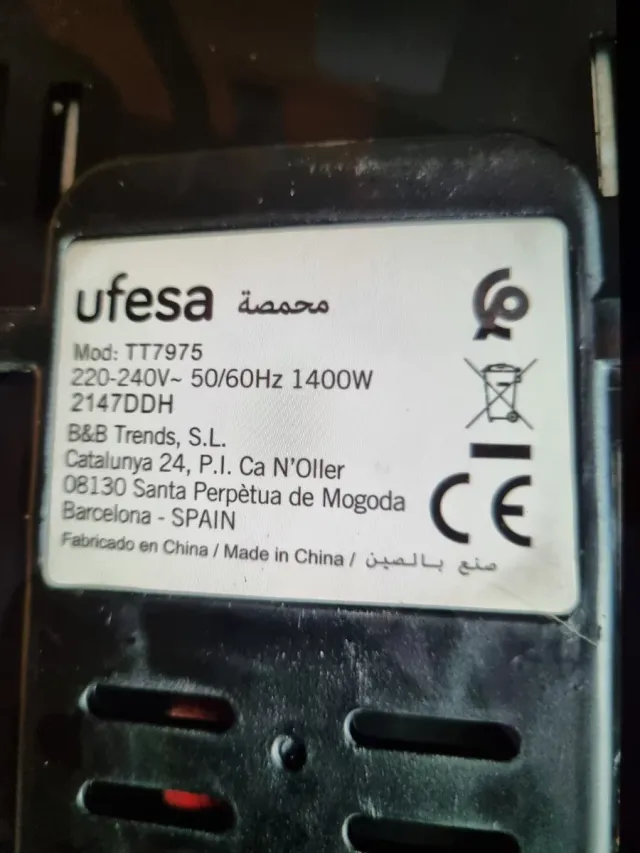 ufesa محمصة
Mod: TT7975
220-240V~ 50/60Hz 1400W
2147DDH
B&B Trends, S.L.
Catalunya 24, P.I. Ca N'Oller
08130 Santa Perpètua de Mogoda
Barcelona - SPAIN
Fabricado en China / Made in China / صنع بالصين
CE